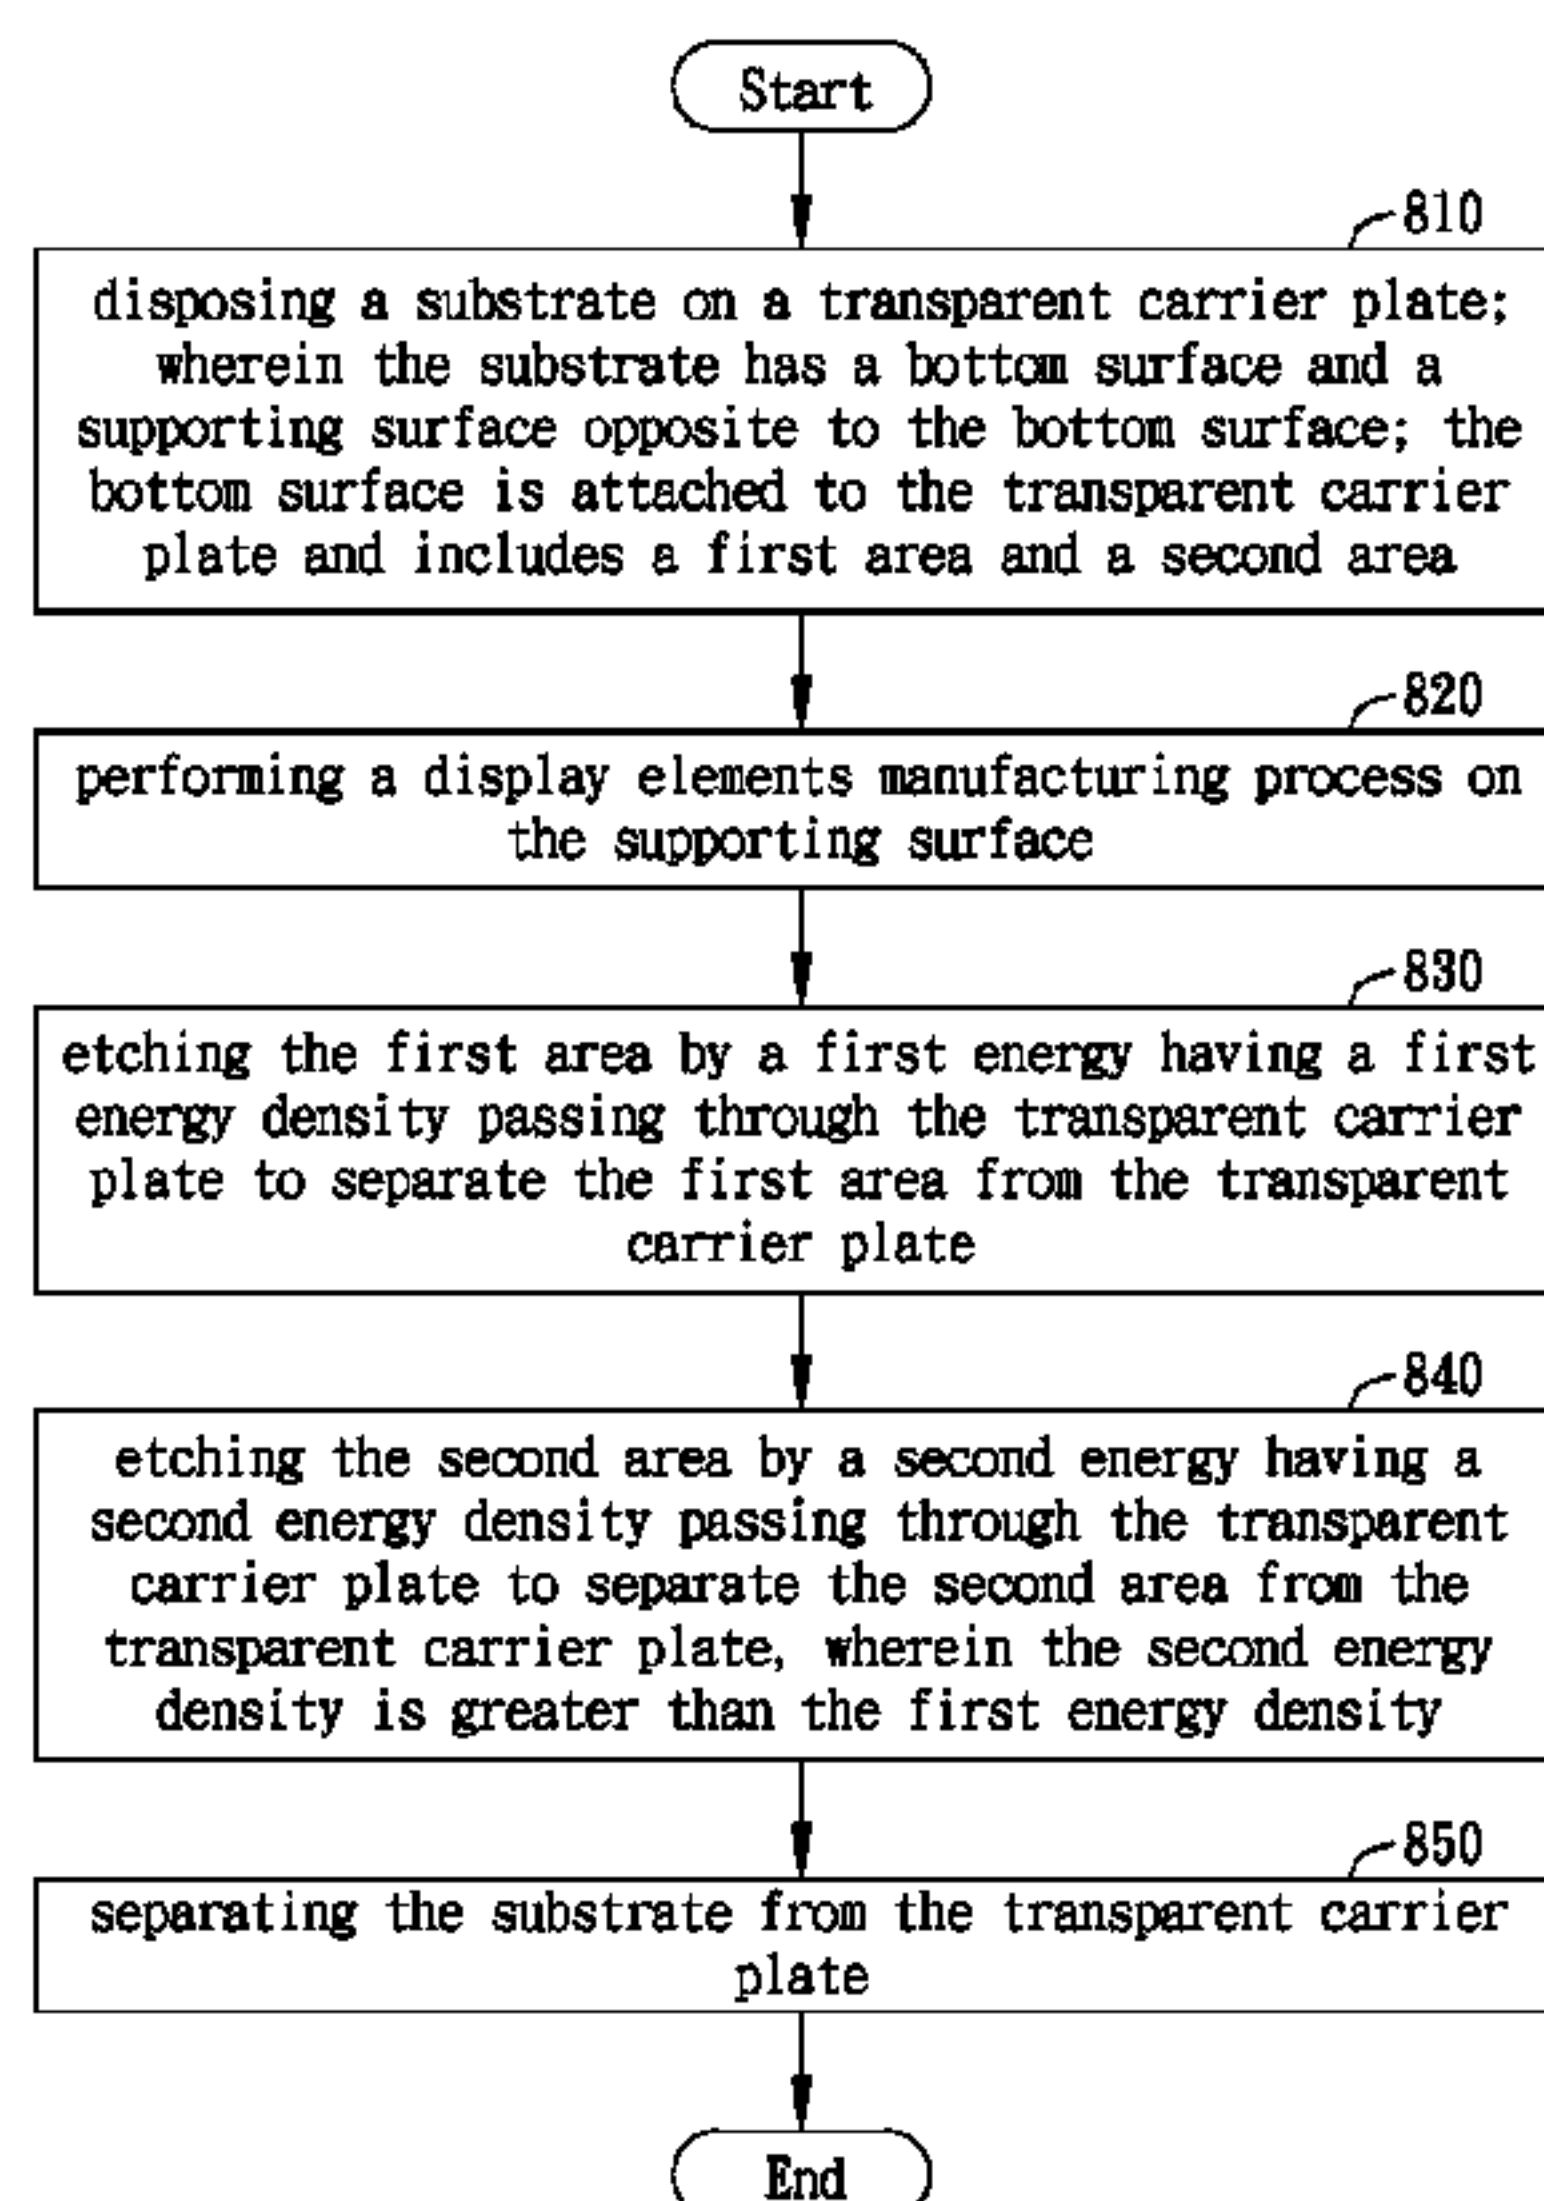 Start
810
disposing a substrate on a transparent carrier plate;
wherein the substrate has a bottom surface and a
supporting surface opposite to the bottom surface; the
bottom surface is attached to the transparent carrier
plate and includes a first area and a second area
820
performing a display elements manufacturing process on
the supporting surface
830
etching the first area by a first energy having a first
energy density passing through the transparent carrier
plate to separate the first area from the transparent
carrier plate
840
etching the second area by a second energy having a
second energy density passing through the transparent
carrier plate to separate the second area from the
transparent carrier plate, wherein the second energy
density is greater than the first energy density
850
separating the substrate from the transparent carrier
plate
End